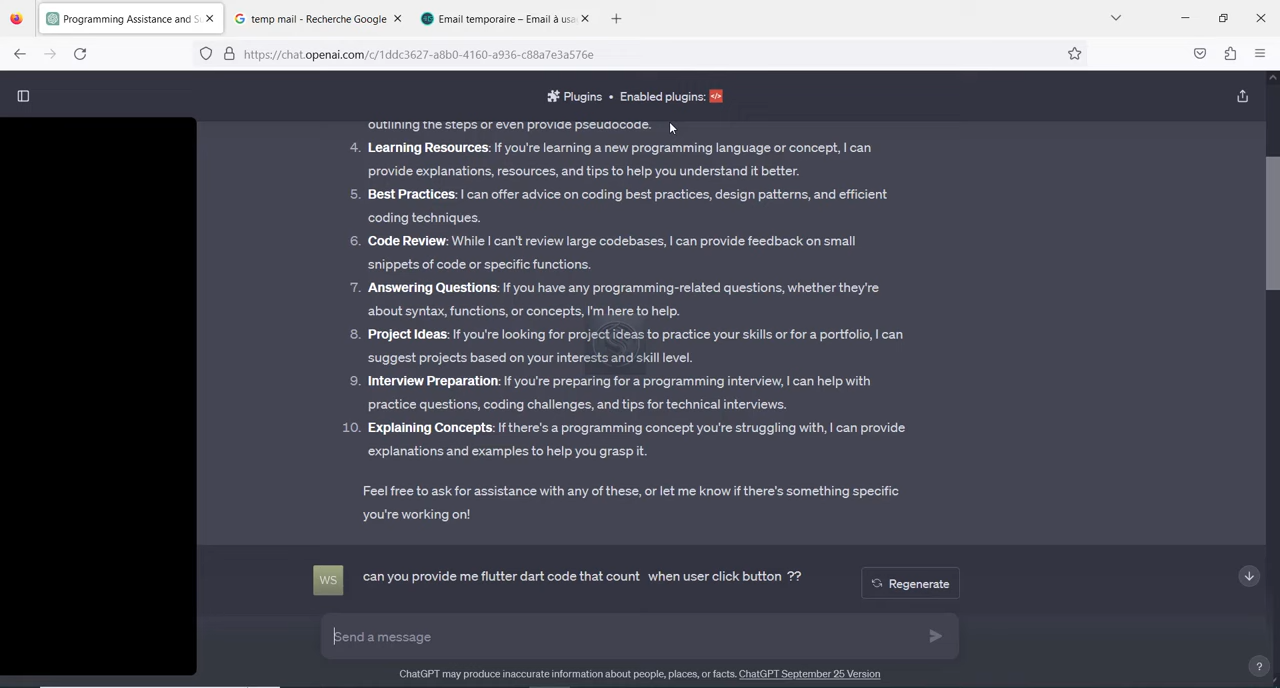 Programming Assistance and S
temp mail - Recherche Google
Email temporaire – Email à usa
https://chat.openai.com/c/1ddc3627-a8b0-4160-a936-c88a7e3a576e
Plugins • Enabled plugins: </>
outlining the steps or even provide pseudocode.
4. Learning Resources: If you're learning a new programming language or concept, I can
provide explanations, resources, and tips to help you understand it better.
5. Best Practices: I can offer advice on coding best practices, design patterns, and efficient
coding techniques.
6. Code Review: While I can't review large codebases, I can provide feedback on small
snippets of code or specific functions.
7. Answering Questions: If you have any programming-related questions, whether they're
about syntax, functions, or concepts, I'm here to help.
8. Project Ideas: If you're looking for project ideas to practice your skills or for a portfolio, I can
suggest projects based on your interests and skill level.
9. Interview Preparation: If you're preparing for a programming interview, I can help with
practice questions, coding challenges, and tips for technical interviews.
10. Explaining Concepts: If there's a programming concept you're struggling with, I can provide
explanations and examples to help you grasp it.
Feel free to ask for assistance with any of these, or let me know if there's something specific
you're working on!
WS can you provide me flutter dart code that count when user click button ??
Regenerate
Send a message
ChatGPT may produce inaccurate information about people, places, or facts. ChatGPT September 25 Version
?